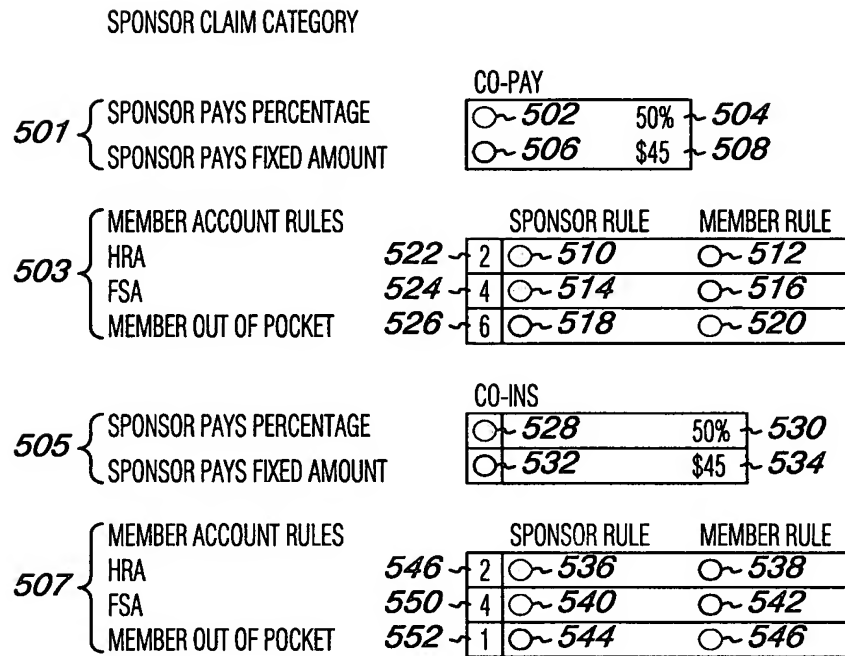 SPONSOR CLAIM CATEGORY
CO-PAY
501 SPONSOR PAYS PERCENTAGE 502 50% 504
SPONSOR PAYS FIXED AMOUNT 506 $45 508
MEMBER ACCOUNT RULES SPONSOR RULE MEMBER RULE
503 HRA 522 2 510 512
FSA 524 4 514 516
MEMBER OUT OF POCKET 526 6 518 520
CO-INS
505 SPONSOR PAYS PERCENTAGE 528 50% 530
SPONSOR PAYS FIXED AMOUNT 532 $45 534
MEMBER ACCOUNT RULES SPONSOR RULE MEMBER RULE
507 HRA 546 2 536 538
FSA 550 4 540 542
MEMBER OUT OF POCKET 552 1 544 546